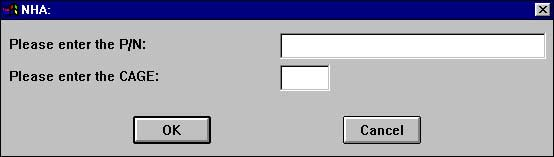 NHA:
Please enter the P/N:
Please enter the CAGE:
OK Cancel